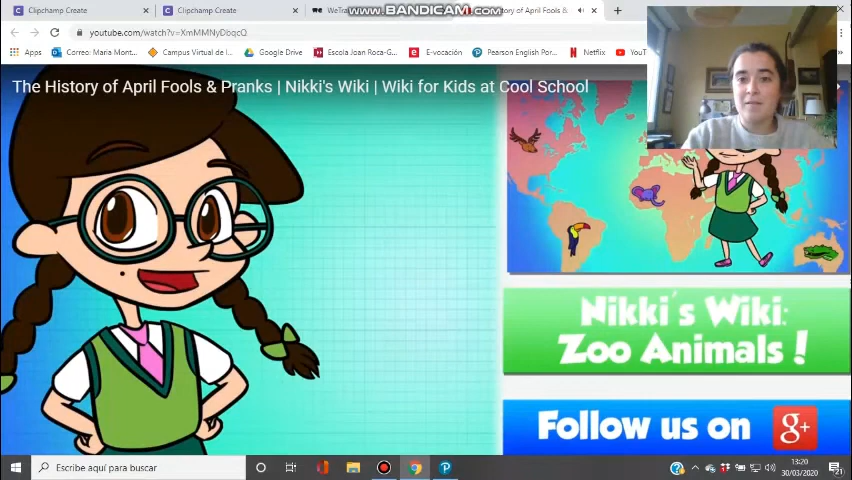 Clipchamp Create
Clipchamp Create
WeTra
www.BANDICAM.com
story of April Fools &
youtube.com/watch?v=XmMMNyDbqcQ
Apps
Correo: Maria Mont...
Campus Virtual de l...
Google Drive
Escola Joan Roca-G...
E-vocación
Pearson English Por...
Netflix
YouT
The History of April Fools & Pranks | Nikki's Wiki | Wiki for Kids at Cool School
Nikki's Wiki:
Zoo Animals!
Follow us on g+
Escribe aquí para buscar
13:20
30/03/2020
21